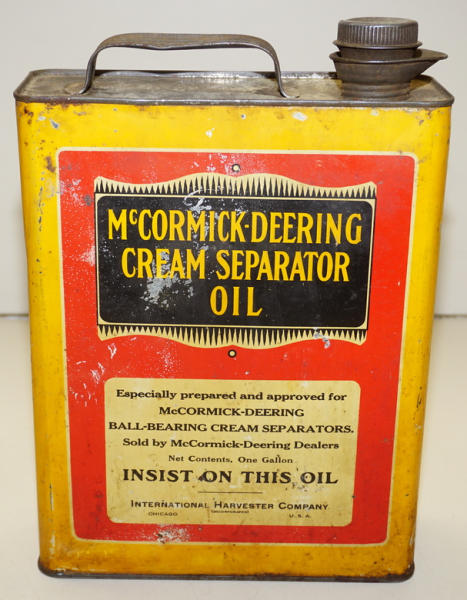 McCORMICK-DEERING
CREAM SEPARATOR
OIL
Especially prepared and approved for
McCORMICK-DEERING
BALL-BEARING CREAM SEPARATORS.
Sold by McCormick-Deering Dealers
Net Contents, One Gallon
INSIST ON THIS OIL
INTERNATIONAL HARVESTER COMPANY
CHICAGO (INCORPORATED) U.S.A.